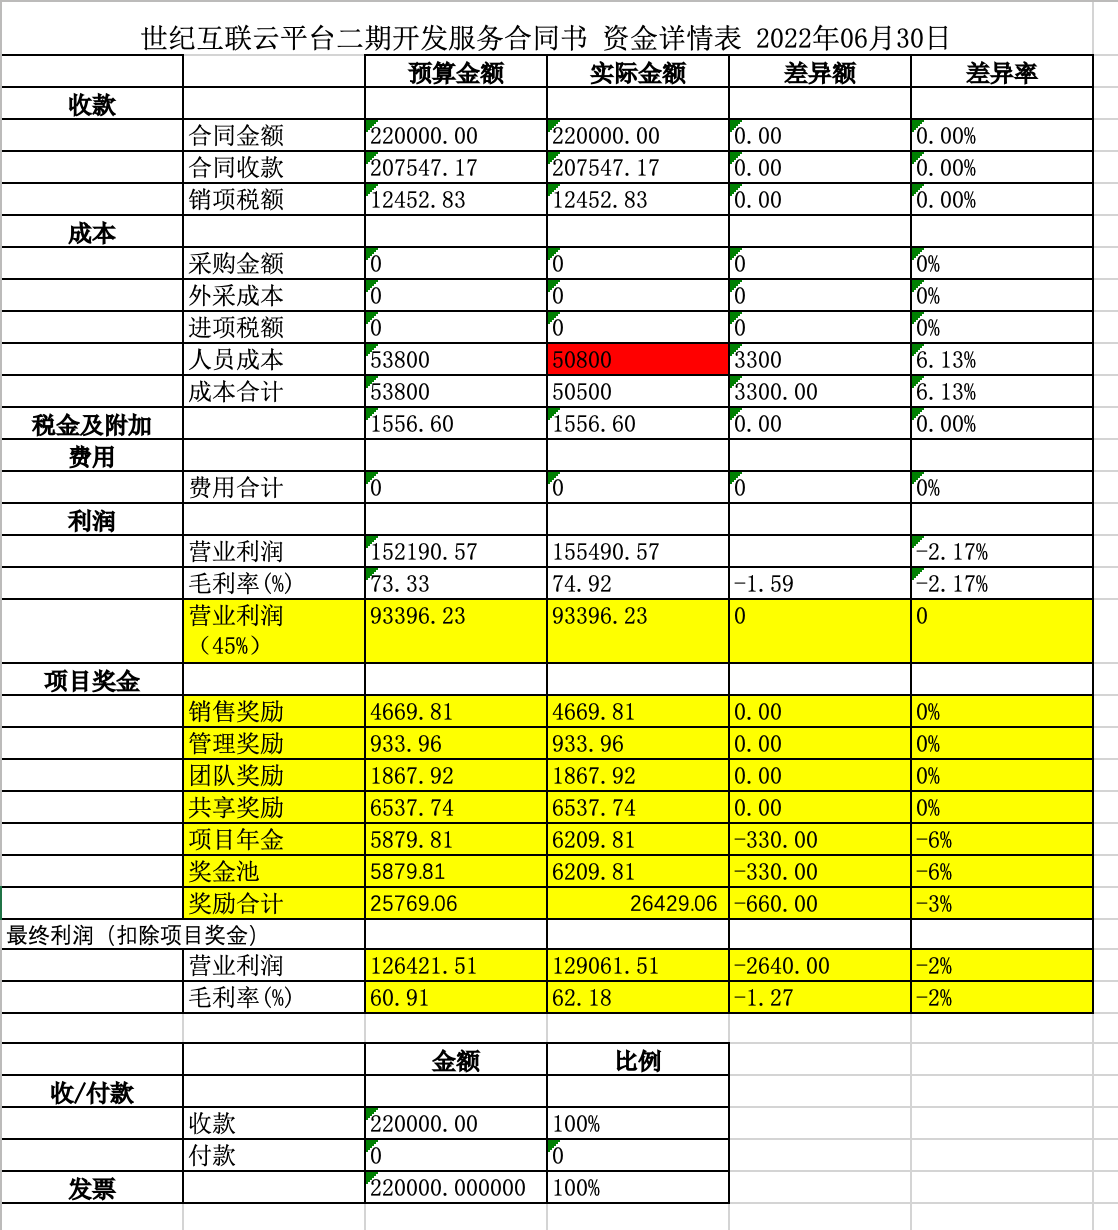 世纪互联云平台二期开发服务合同书 资金详情表 2022年06月30日
预算金额 实际金额 差异额 差异率
收款
合同金额 220000.00 220000.00 0.00 0.00%
合同收款 207547.17 207547.17 0.00 0.00%
销项税额 12452.83 12452.83 0.00 0.00%
成本
采购金额 0 0 0 0%
外采成本 0 0 0 0%
进项税额 0 0 0 0%
人员成本 53800 50800 3300 6.13%
成本合计 53800 50500 3300.00 6.13%
税金及附加 1556.60 1556.60 0.00 0.00%
费用
费用合计 0 0 0 0%
利润
营业利润 152190.57 155490.57 -2.17%
毛利率(%) 73.33 74.92 -1.59 -2.17%
营业利润 93396.23 93396.23 0 0
（45%）
项目奖金
销售奖励 4669.81 4669.81 0.00 0%
管理奖励 933.96 933.96 0.00 0%
团队奖励 1867.92 1867.92 0.00 0%
共享奖励 6537.74 6537.74 0.00 0%
项目年金 5879.81 6209.81 -330.00 -6%
奖金池 5879.81 6209.81 -330.00 -6%
奖励合计 25769.06 26429.06 -660.00 -3%
最终利润（扣除项目奖金）
营业利润 126421.51 129061.51 -2640.00 -2%
毛利率(%) 60.91 62.18 -1.27 -2%
金额 比例
收/付款
收款 220000.00 100%
付款 0 0
发票 220000.000000 100%